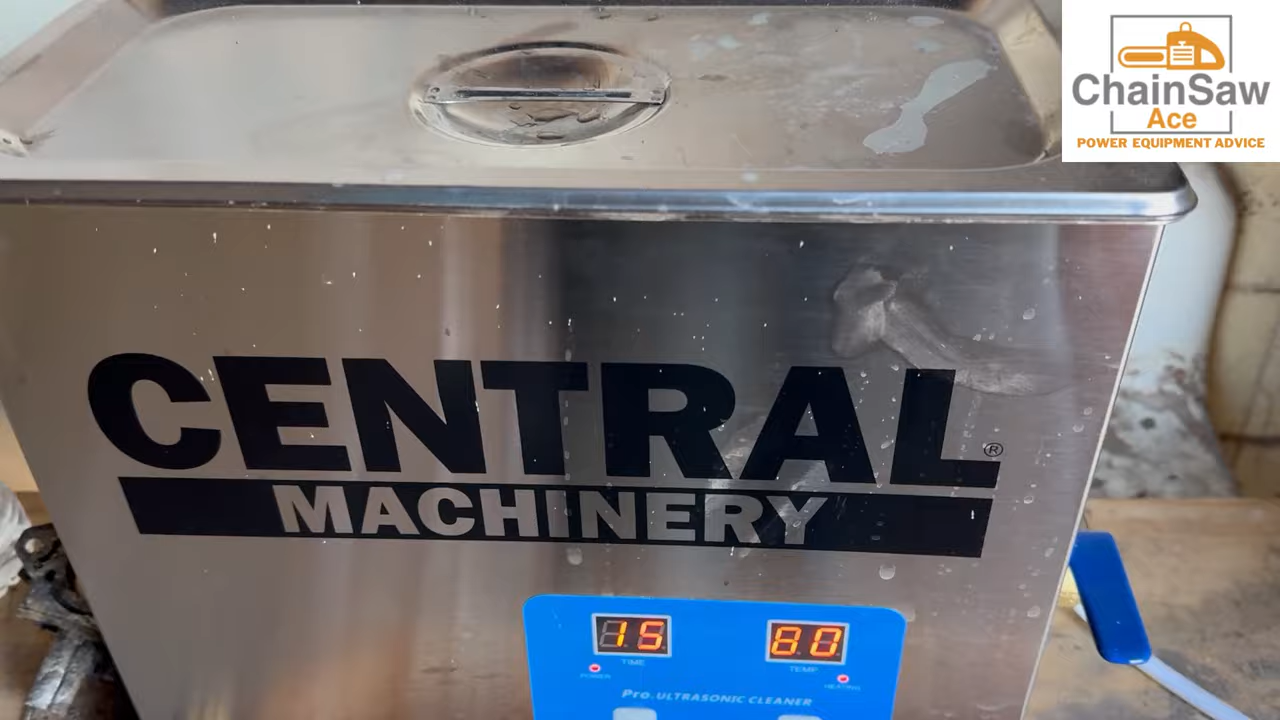 ChainSaw
Ace
POWER EQUIPMENT ADVICE
CENTRAL®
MACHINERY
15 80
TIME TEMP
POWER HEATING
Pro. ULTRASONIC CLEANER